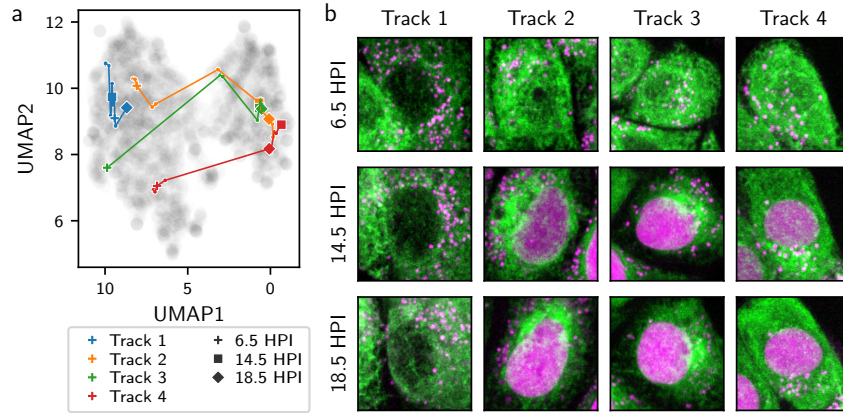 a
12
10
8
6
UMAP2
10
5
0
UMAP1
Track 1
Track 2
Track 3
Track 4
6.5 HPI
14.5 HPI
18.5 HPI
b
Track 1 Track 2 Track 3 Track 4
6.5 HPI
14.5 HPI
18.5 HPI